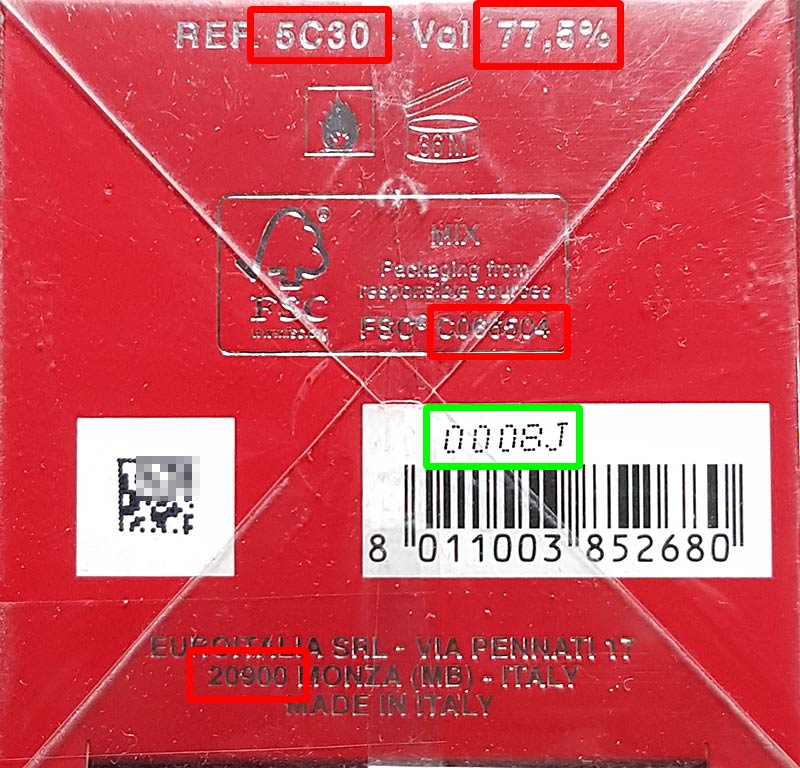 REF. 5C30 - Vol 77,5%
36M
FSC
®
MIX
Packaging from
responsible sources
FSC® C066504
0008J
8 011003 852680
EUROITALIA SRL - VIA PENNATI 17
20900 MONZA (MB) - ITALY
MADE IN ITALY